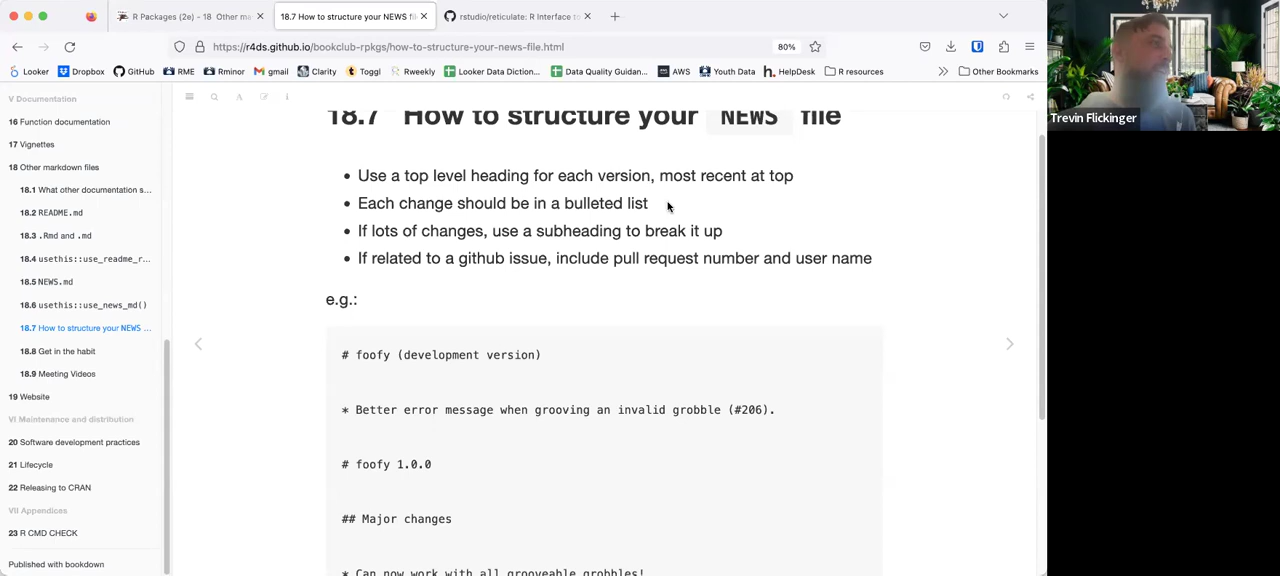 R Packages (2e) - 18 Other ma
18.7 How to structure your NEWS fi
rstudio/reticulate: R Interface to
https://r4ds.github.io/bookclub-rpkgs/how-to-structure-your-news-file.html
80%
Looker
Dropbox
GitHub
RME
Rminor
gmail
Clarity
Toggl
Rweekly
Looker Data Diction...
Data Quality Guidan...
AWS
Youth Data
HelpDesk
R resources
Other Bookmarks
Trevin Flickinger
V Documentation
16 Function documentation
17 Vignettes
18 Other markdown files
18.1 What other documentation s...
18.2 README.md
18.3 .Rmd and .md
18.4 usethis::use_readme_r...
18.5 NEWS.md
18.6 usethis::use_news_md()
18.7 How to structure your NEWS ...
18.8 Get in the habit
18.9 Meeting Videos
19 Website
VI Maintenance and distribution
20 Software development practices
21 Lifecycle
22 Releasing to CRAN
VII Appendices
23 R CMD CHECK
Published with bookdown
18.7 How to structure your NEWS file
• Use a top level heading for each version, most recent at top
• Each change should be in a bulleted list
• If lots of changes, use a subheading to break it up
• If related to a github issue, include pull request number and user name
e.g.:
# foofy (development version)
* Better error message when grooving an invalid grobble (#206).
# foofy 1.0.0
## Major changes
* Can now work with all grooveable grobbles!